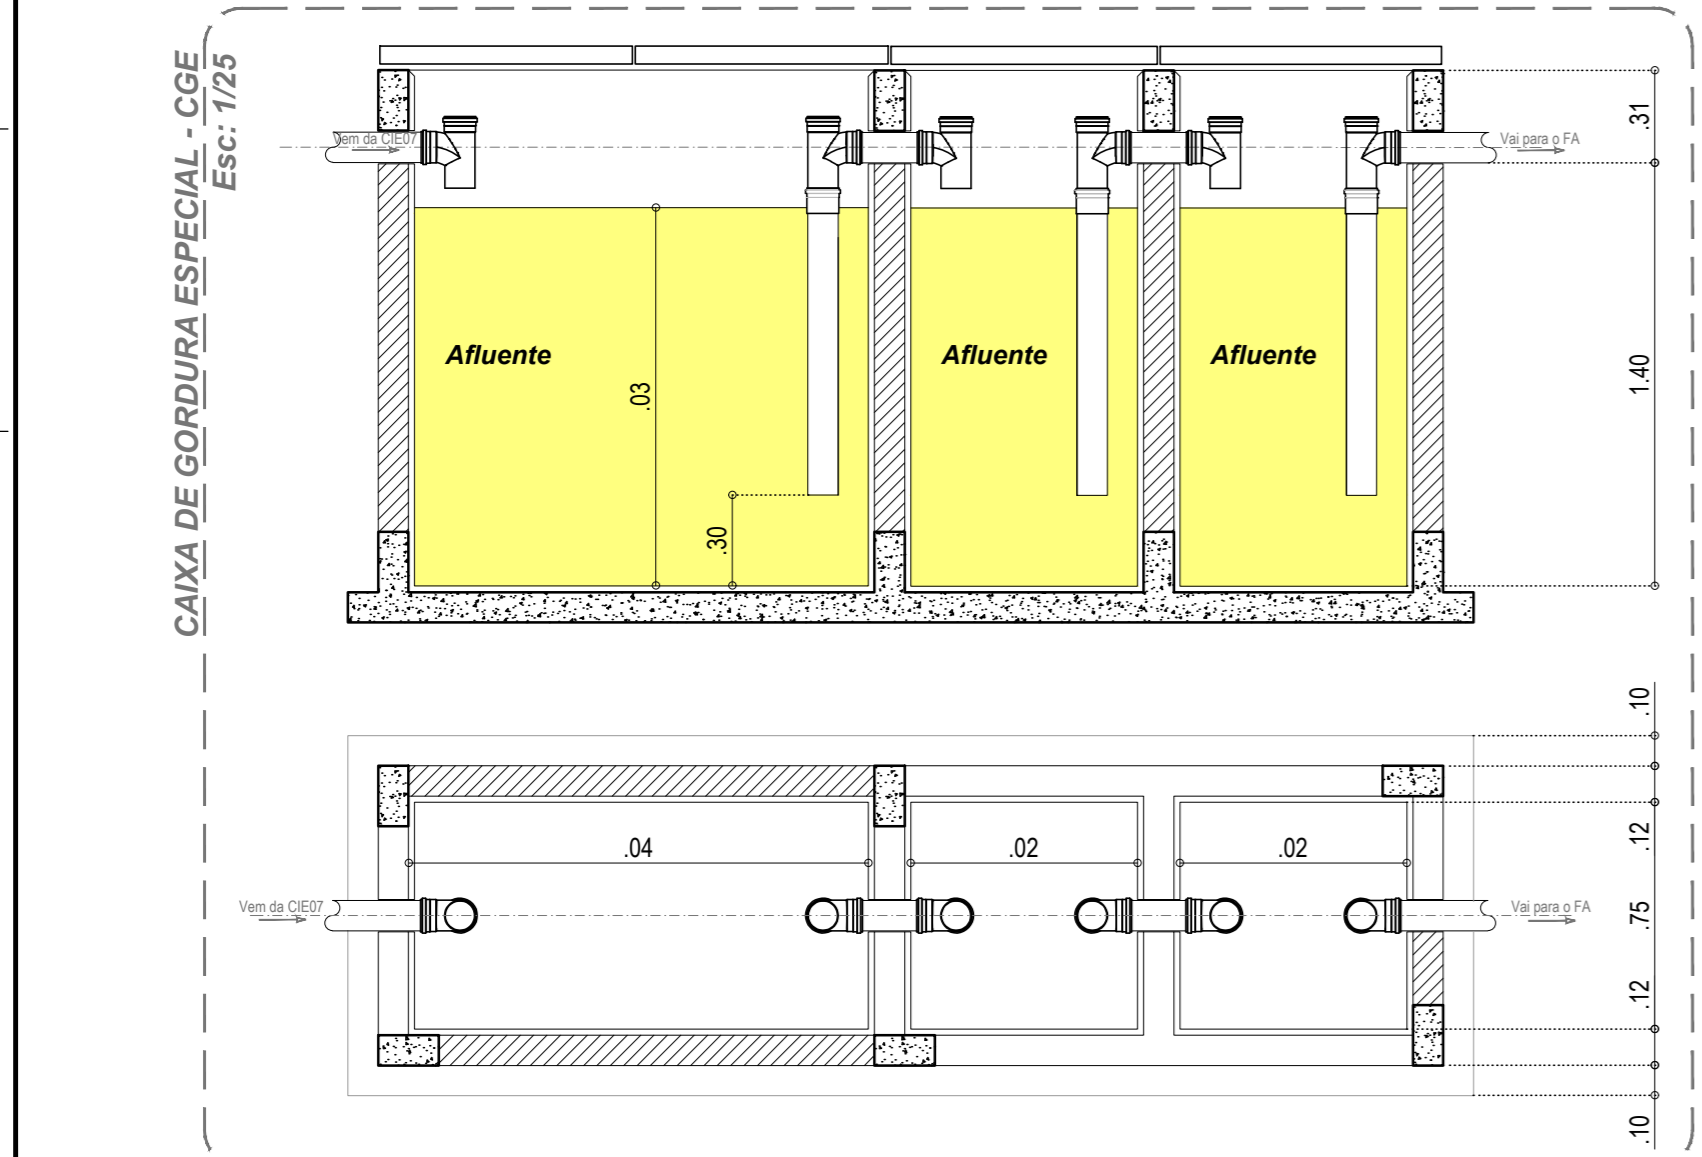 CAIXA DE GORDURA ESPECIAL - CGE
Esc: 1/25
Vem da CIE07
Vai para o FA
.31
Afluente
Afluente
Afluente
.03
1.40
.30
.10
.12
.04
.02
.02
Vem da CIE07
Vai para o FA
.75
.12
.10